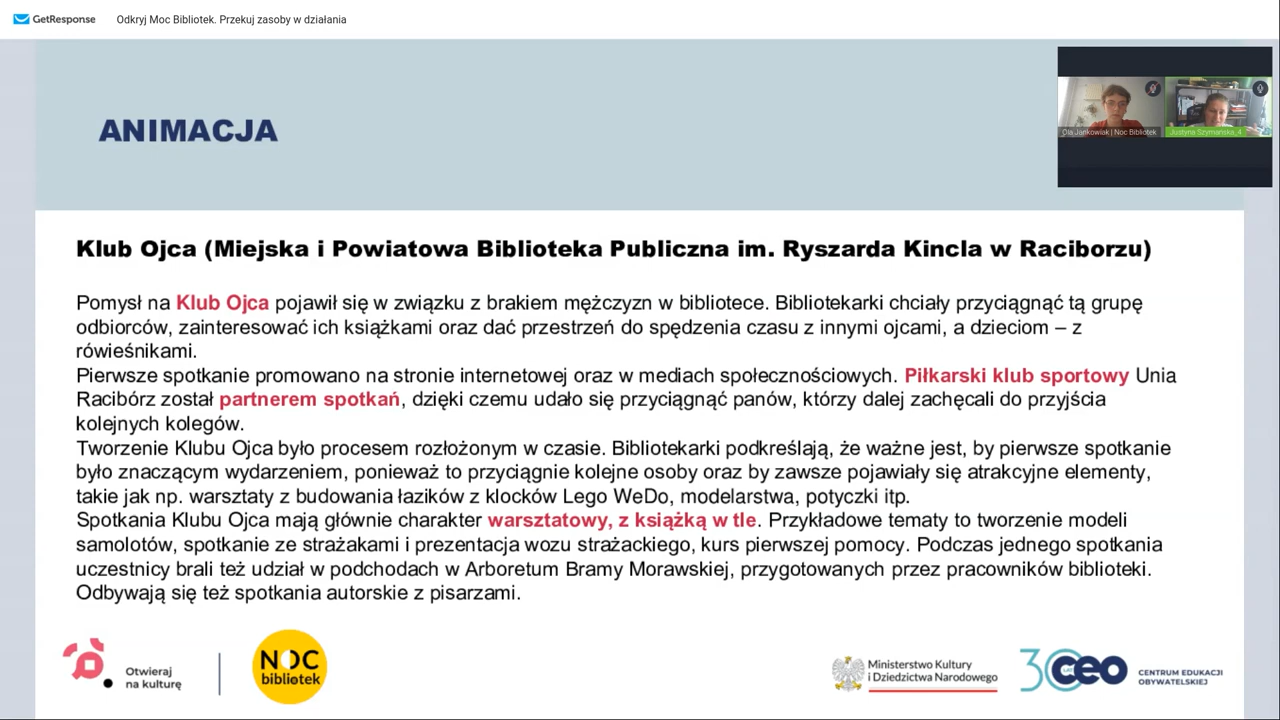 GetResponse
Odkryj Moc Bibliotek. Przekuj zasoby w działania
Ola Jankowiak | Noc Bibliotek
Justyna Szymańska_4
ANIMACJA
Klub Ojca (Miejska i Powiatowa Biblioteka Publiczna im. Ryszarda Kincla w Raciborzu)
Pomysł na Klub Ojca pojawił się w związku z brakiem mężczyzn w bibliotece. Bibliotekarki chciały przyciągnąć tą grupę
odbiorców, zainteresować ich książkami oraz dać przestrzeń do spędzenia czasu z innymi ojcami, a dzieciom – z
rówieśnikami.
Pierwsze spotkanie promowano na stronie internetowej oraz w mediach społecznościowych. Piłkarski klub sportowy Unia
Racibórz został partnerem spotkań, dzięki czemu udało się przyciągnąć panów, którzy dalej zachęcali do przyjścia
kolejnych kolegów.
Tworzenie Klubu Ojca było procesem rozłożonym w czasie. Bibliotekarki podkreślają, że ważne jest, by pierwsze spotkanie
było znaczącym wydarzeniem, ponieważ to przyciągnie kolejne osoby oraz by zawsze pojawiały się atrakcyjne elementy,
takie jak np. warsztaty z budowania łazików z klocków Lego WeDo, modelarstwa, potyczki itp.
Spotkania Klubu Ojca mają głównie charakter warsztatowy, z książką w tle. Przykładowe tematy to tworzenie modeli
samolotów, spotkanie ze strażakami i prezentacja wozu strażackiego, kurs pierwszej pomocy. Podczas jednego spotkania
uczestnicy brali też udział w podchodach w Arboretum Bramy Morawskiej, przygotowanych przez pracowników biblioteki.
Odbywają się też spotkania autorskie z pisarzami.
Otwieraj
na kulturę
NOC
bibliotek
Ministerstwo Kultury
i Dziedzictwa Narodowego
30 ceo
CENTRUM EDUKACJI
OBYWATELSKIEJ